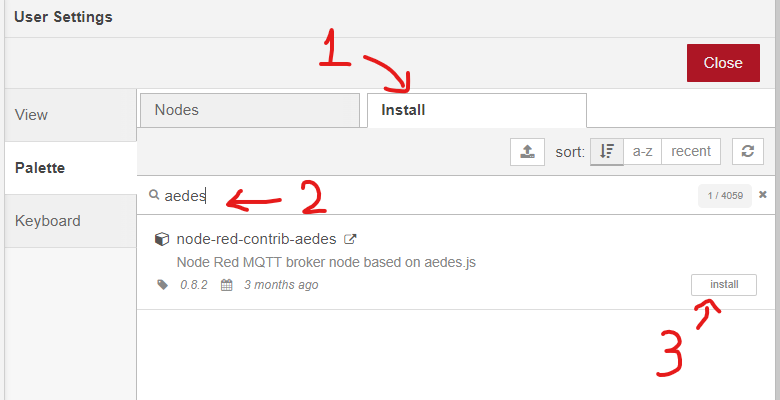 User Settings
1
Close
View
Nodes
Install
Palette
sort: a-z recent
aedes 2 1 / 4059
Keyboard
node-red-contrib-aedes
Node Red MQTT broker node based on aedes.js
0.8.2 3 months ago install
3